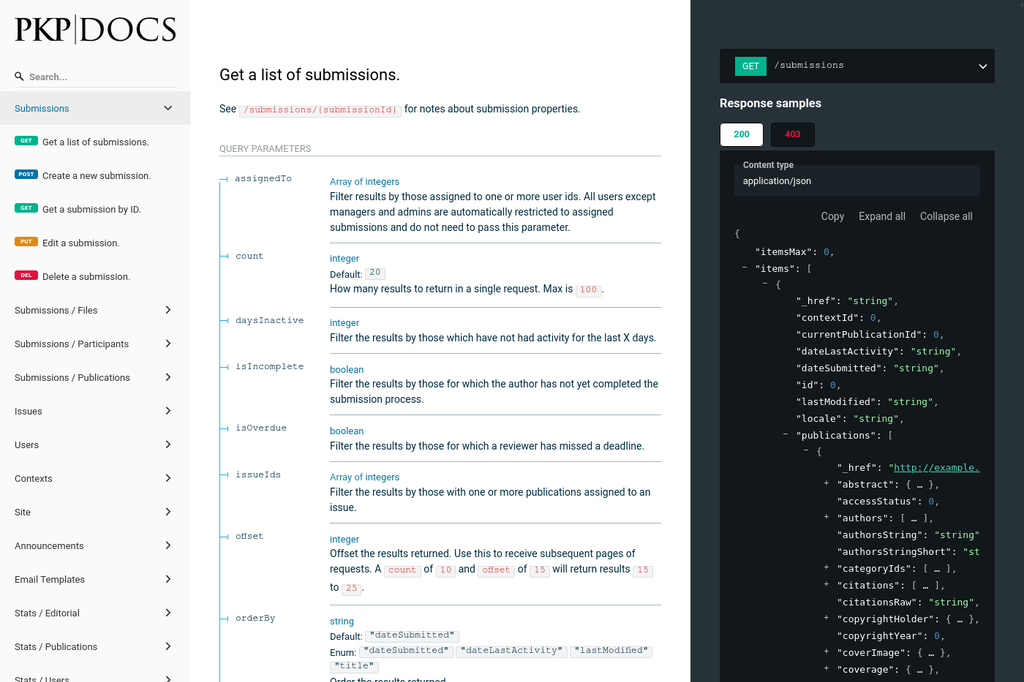 PKP|DOCS
Search...
Submissions
GET Get a list of submissions.
POST Create a new submission.
GET Get a submission by ID.
PUT Edit a submission.
DEL Delete a submission.
Submissions / Files
Submissions / Participants
Submissions / Publications
Issues
Users
Contexts
Site
Announcements
Email Templates
Stats / Editorial
Stats / Publications
Stats / Users
Get a list of submissions.
See /submissions/{submissionId} for notes about submission properties.
QUERY PARAMETERS
assignedTo
Array of integers
Filter results by those assigned to one or more user ids. All users except
managers and admins are automatically restricted to assigned
submissions and do not need to pass this parameter.
count
integer
Default: 20
How many results to return in a single request. Max is 100.
daysInactive
integer
Filter the results by those which have not had activity for the last X days.
isIncomplete
boolean
Filter the results by those for which the author has not yet completed the
submission process.
isOverdue
boolean
Filter the results by those for which a reviewer has missed a deadline.
issueIds
Array of integers
Filter the results by those with one or more publications assigned to an
issue.
offset
integer
Offset the results returned. Use this to receive subsequent pages of
requests. A count of 10 and offset of 15 will return results 15
to 25.
orderBy
string
Default: "dateSubmitted"
Enum: "dateSubmitted" "dateLastActivity" "lastModified"
"title"
Order the results returned.
GET /submissions
Response samples
200 403
Content type
application/json
Copy Expand all Collapse all
{
"itemsMax": 0,
− "items": [
− {
"_href": "string",
"contextId": 0,
"currentPublicationId": 0,
"dateLastActivity": "string",
"dateSubmitted": "string",
"id": 0,
"lastModified": "string",
"locale": "string",
− "publications": [
− {
"_href": "http://example.
+ "abstract": { … },
"accessStatus": 0,
+ "authors": [ … ],
"authorsString": "string"
"authorsStringShort": "st
+ "categoryIds": [ … ],
+ "citations": [ … ],
"citationsRaw": "string",
+ "copyrightHolder": { … },
"copyrightYear": 0,
+ "coverImage": { … },
+ "coverage": { … },